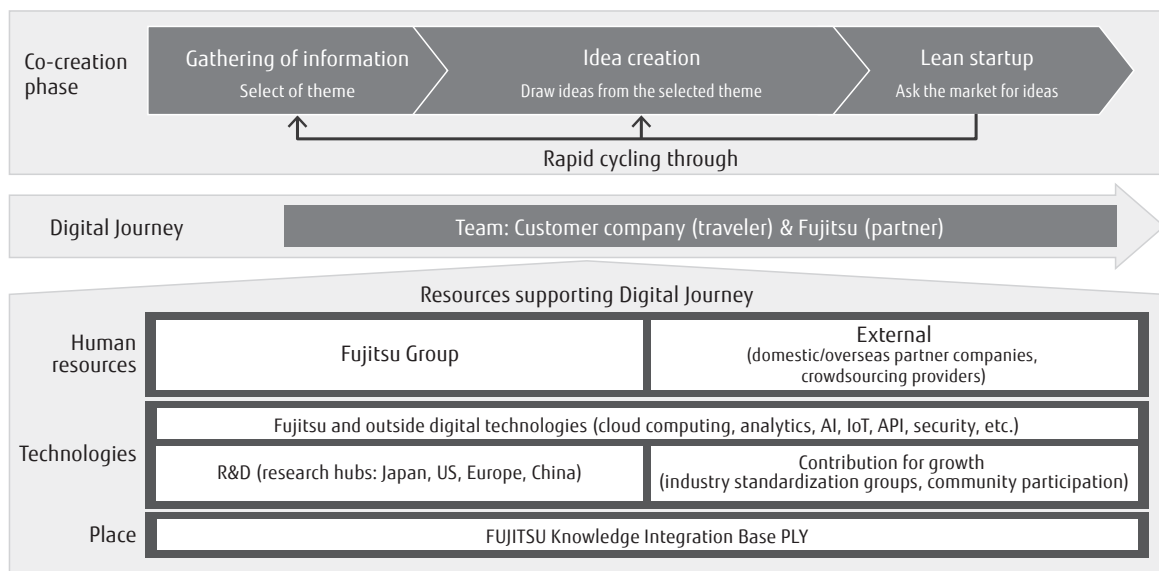 Co-creation
phase
Gathering of information
Select of theme
Idea creation
Draw ideas from the selected theme
Lean startup
Ask the market for ideas
Rapid cycling through
Digital Journey
Team: Customer company (traveler) & Fujitsu (partner)
Resources supporting Digital Journey
Human
resources
Fujitsu Group
External
(domestic/overseas partner companies,
crowdsourcing providers)
Technologies
Fujitsu and outside digital technologies (cloud computing, analytics, AI, IoT, API, security, etc.)
R&D (research hubs: Japan, US, Europe, China)
Contribution for growth
(industry standardization groups, community participation)
Place
FUJITSU Knowledge Integration Base PLY